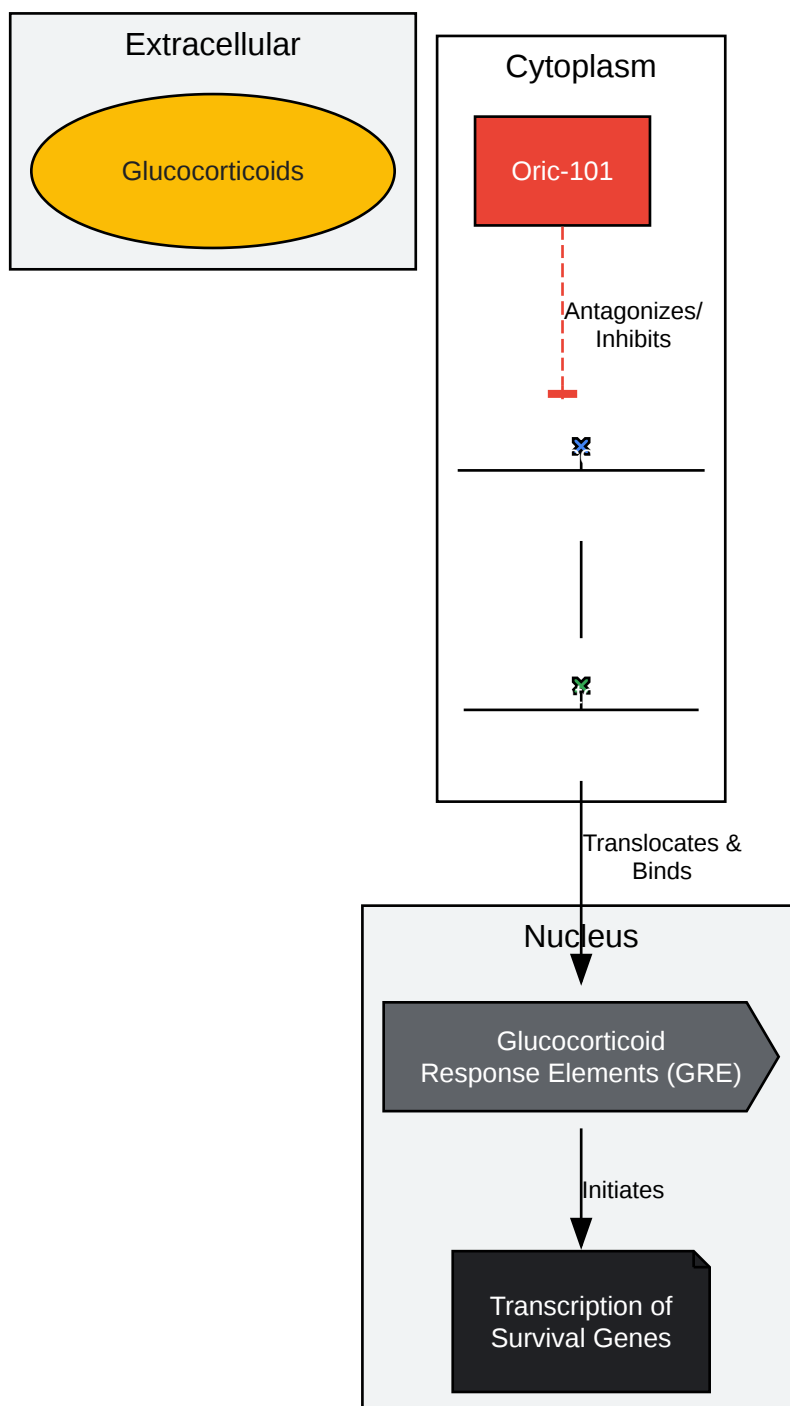 Extracellular
Glucocorticoids
Cytoplasm
Oric-101
Antagonizes/
Inhibits
Translocates &
Binds
Nucleus
Glucocorticoid
Response Elements (GRE)
Initiates
Transcription of
Survival Genes